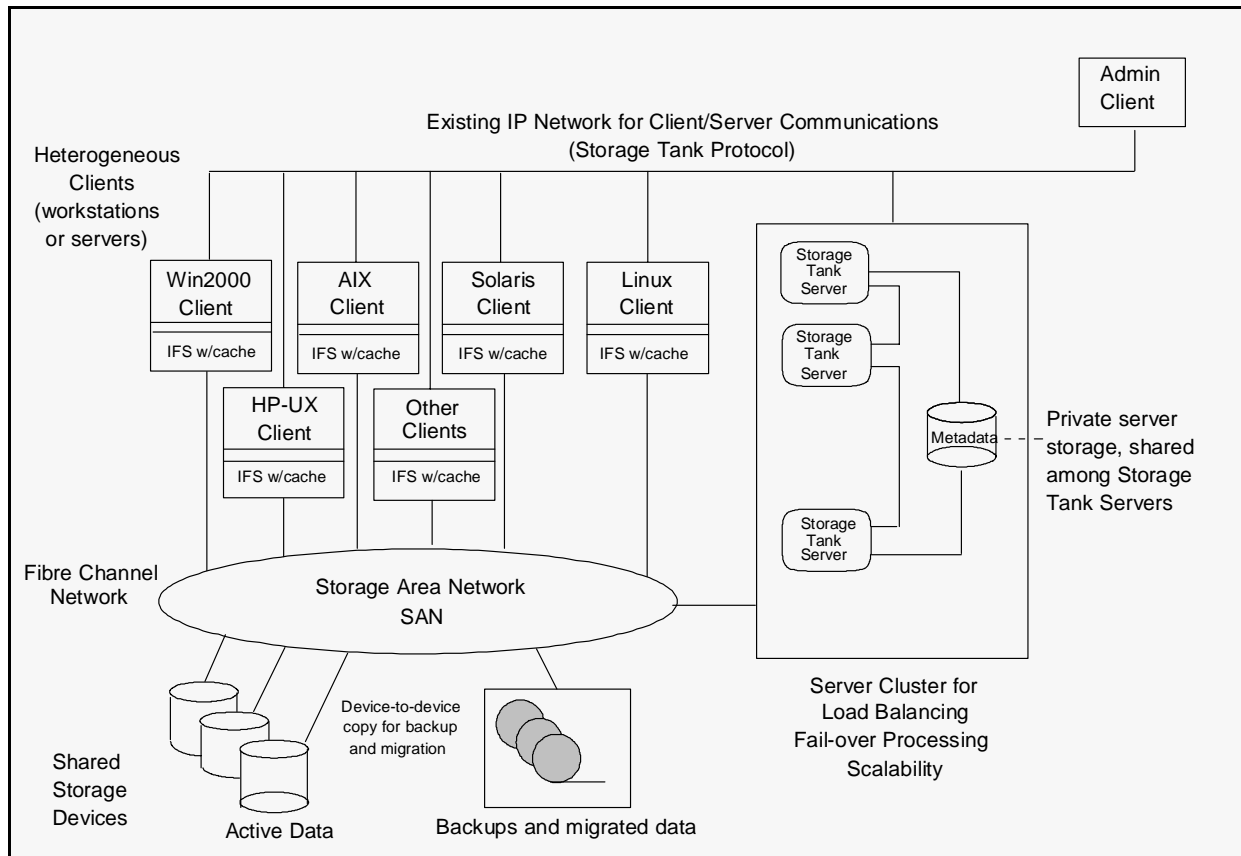 Admin
Client
Existing IP Network for Client/Server Communications
(Storage Tank Protocol)
Heterogeneous
Clients
(workstations
or servers)
Win2000
Client
IFS w/cache
AIX
Client
IFS w/cache
Solaris
Client
IFS w/cache
Linux
Client
IFS w/cache
HP-UX
Client
IFS w/cache
Other
Clients
IFS w/cache
Storage
Tank
Server
Storage
Tank
Server
Storage
Tank
Server
Metadata
Private server
storage, shared
among Storage
Tank Servers
Fibre Channel
Network
Storage Area Network
SAN
Server Cluster for
Load Balancing
Fail-over Processing
Scalability
Device-to-device
copy for backup
and migration
Shared
Storage
Devices
Active Data
Backups and migrated data